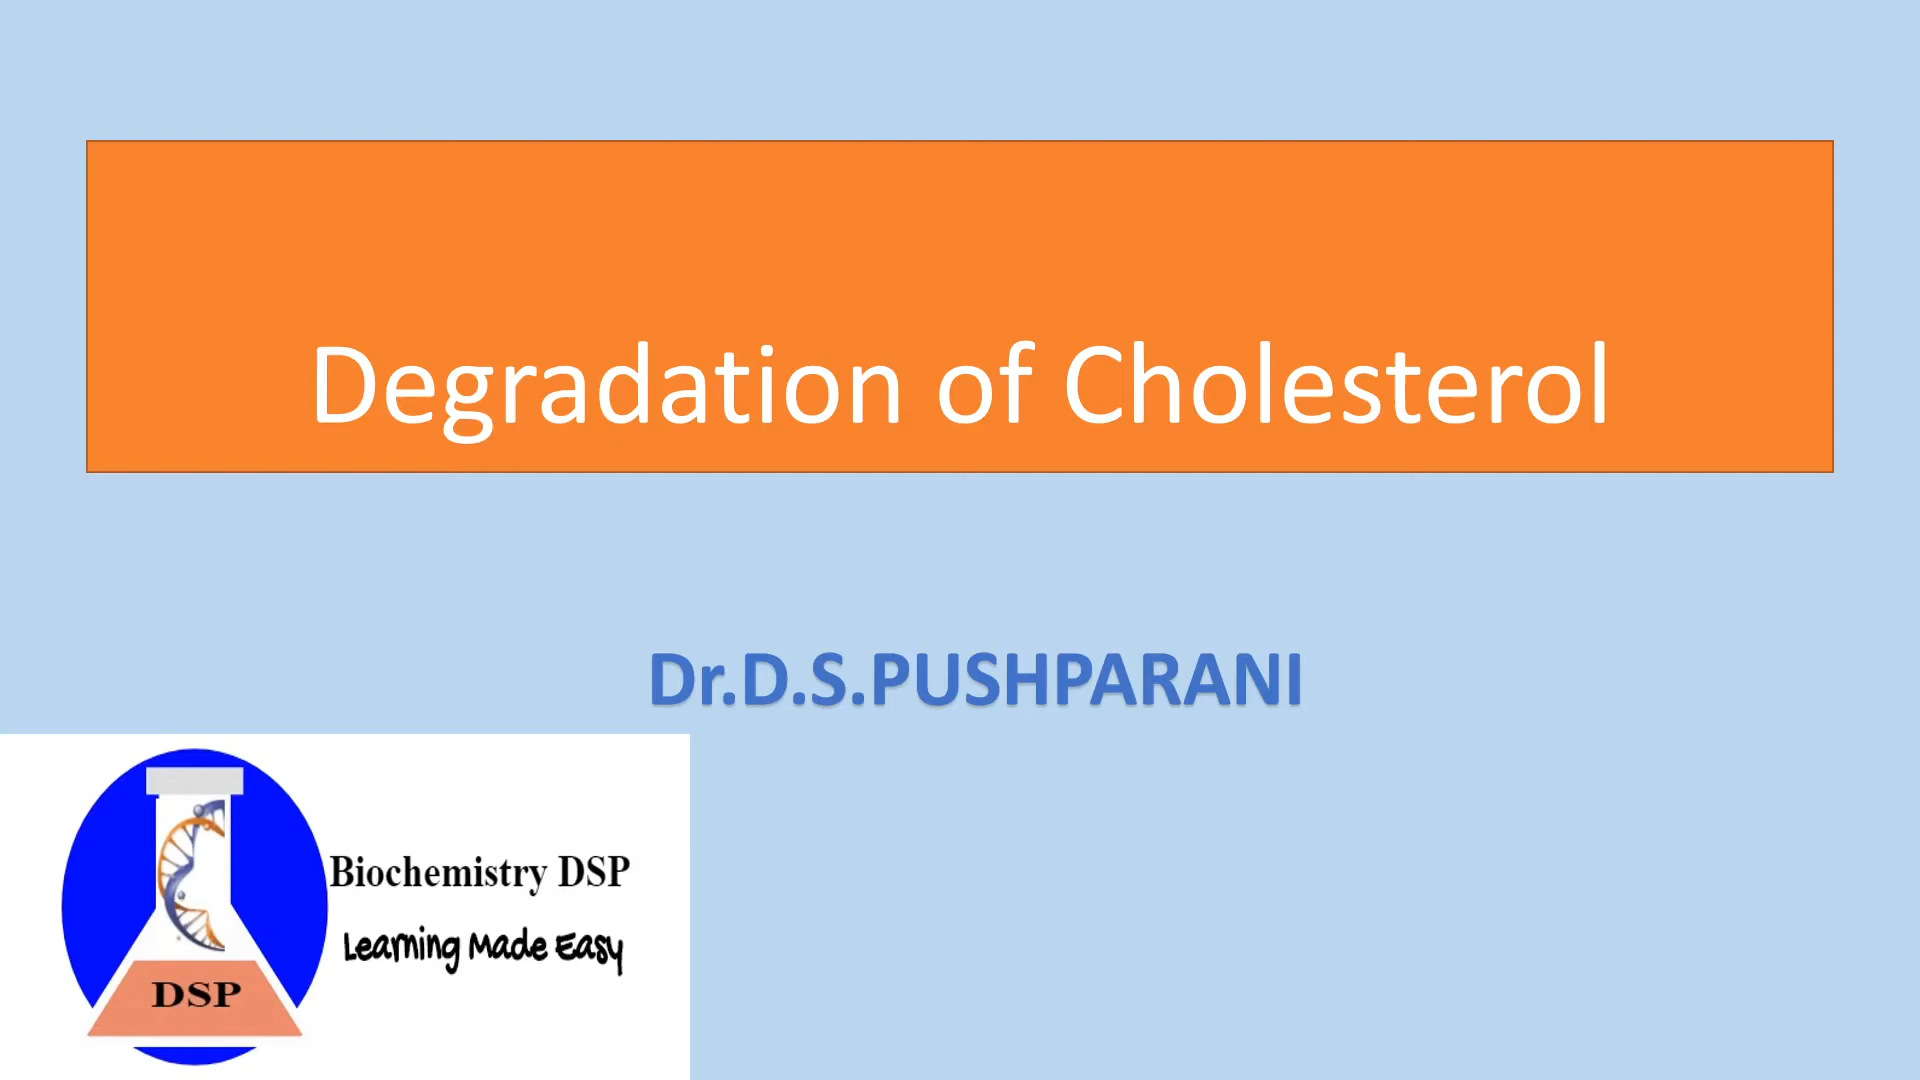 Degradation of Cholesterol
Dr.D.S.PUSHPARANI
Biochemistry DSP
Learning Made Easy
DSP